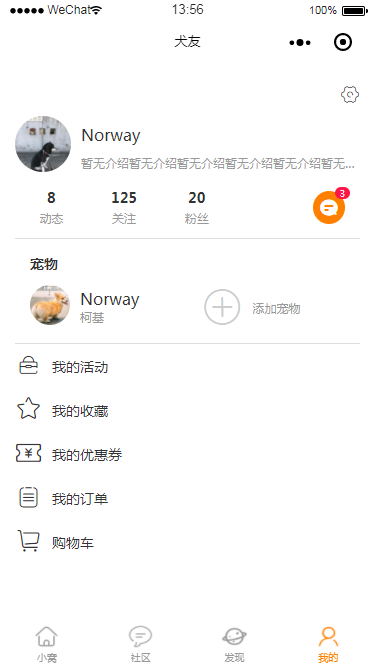 WeChat 13:56 100%
犬友
Norway
暂无介绍暂无介绍暂无介绍暂无介绍暂无介绍暂无...
8 125 20
动态 关注 粉丝
3
宠物
Norway
柯基
添加宠物
我的活动
我的收藏
我的优惠券
我的订单
购物车
小窝 社区 发现 我的